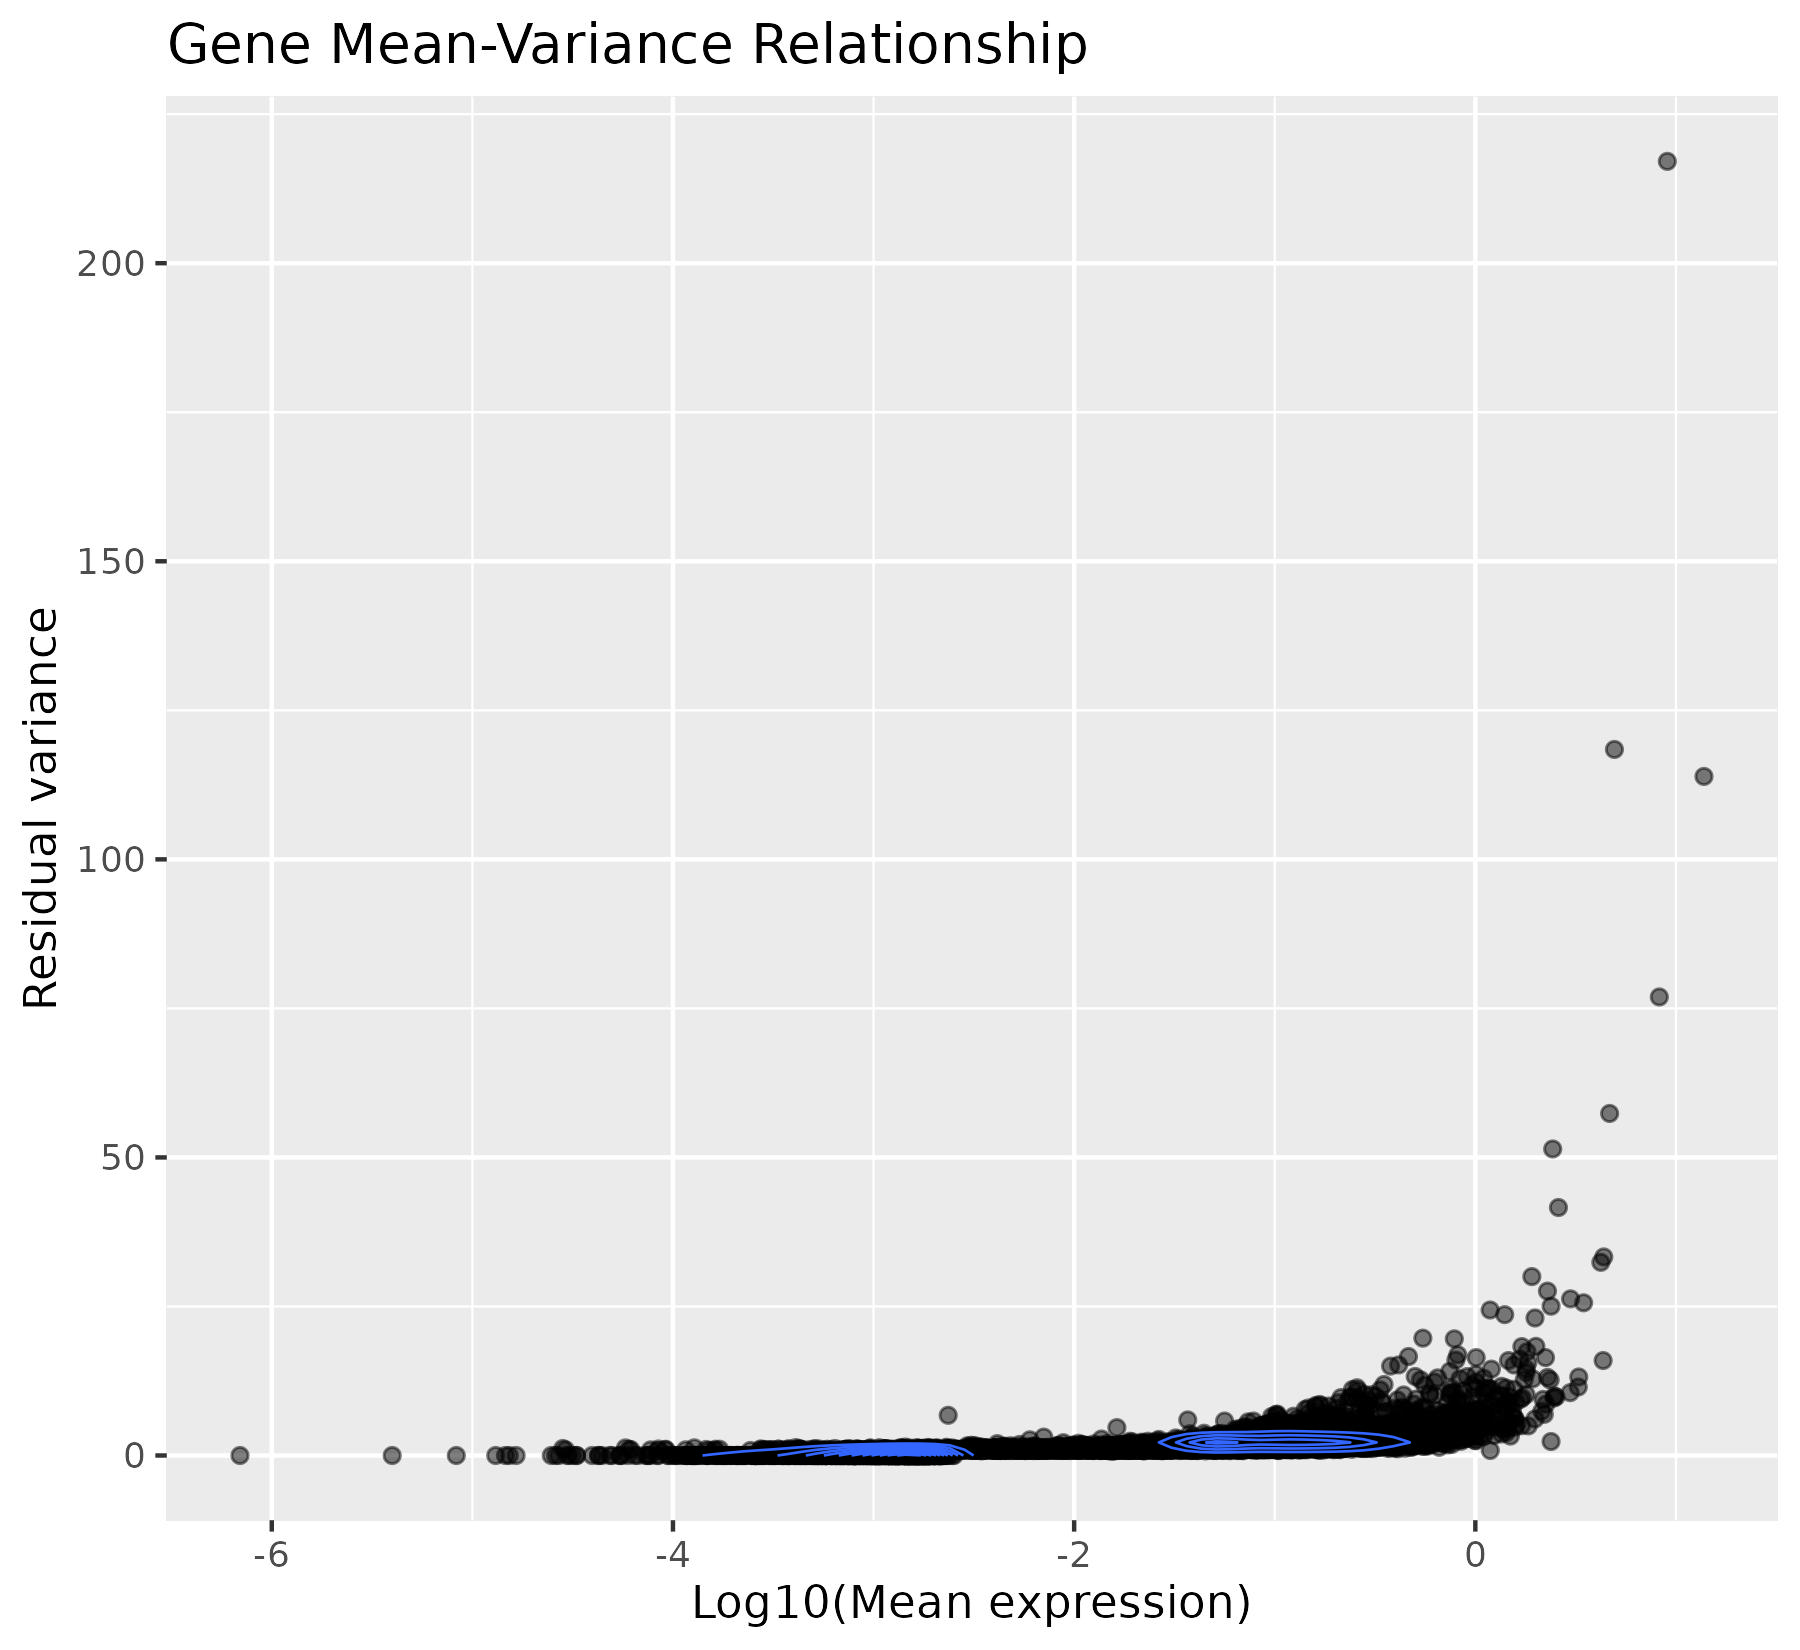 Gene Mean-Variance Relationship
Residual variance
200
150
100
50
0
-6 -4 -2 0
Log10(Mean expression)